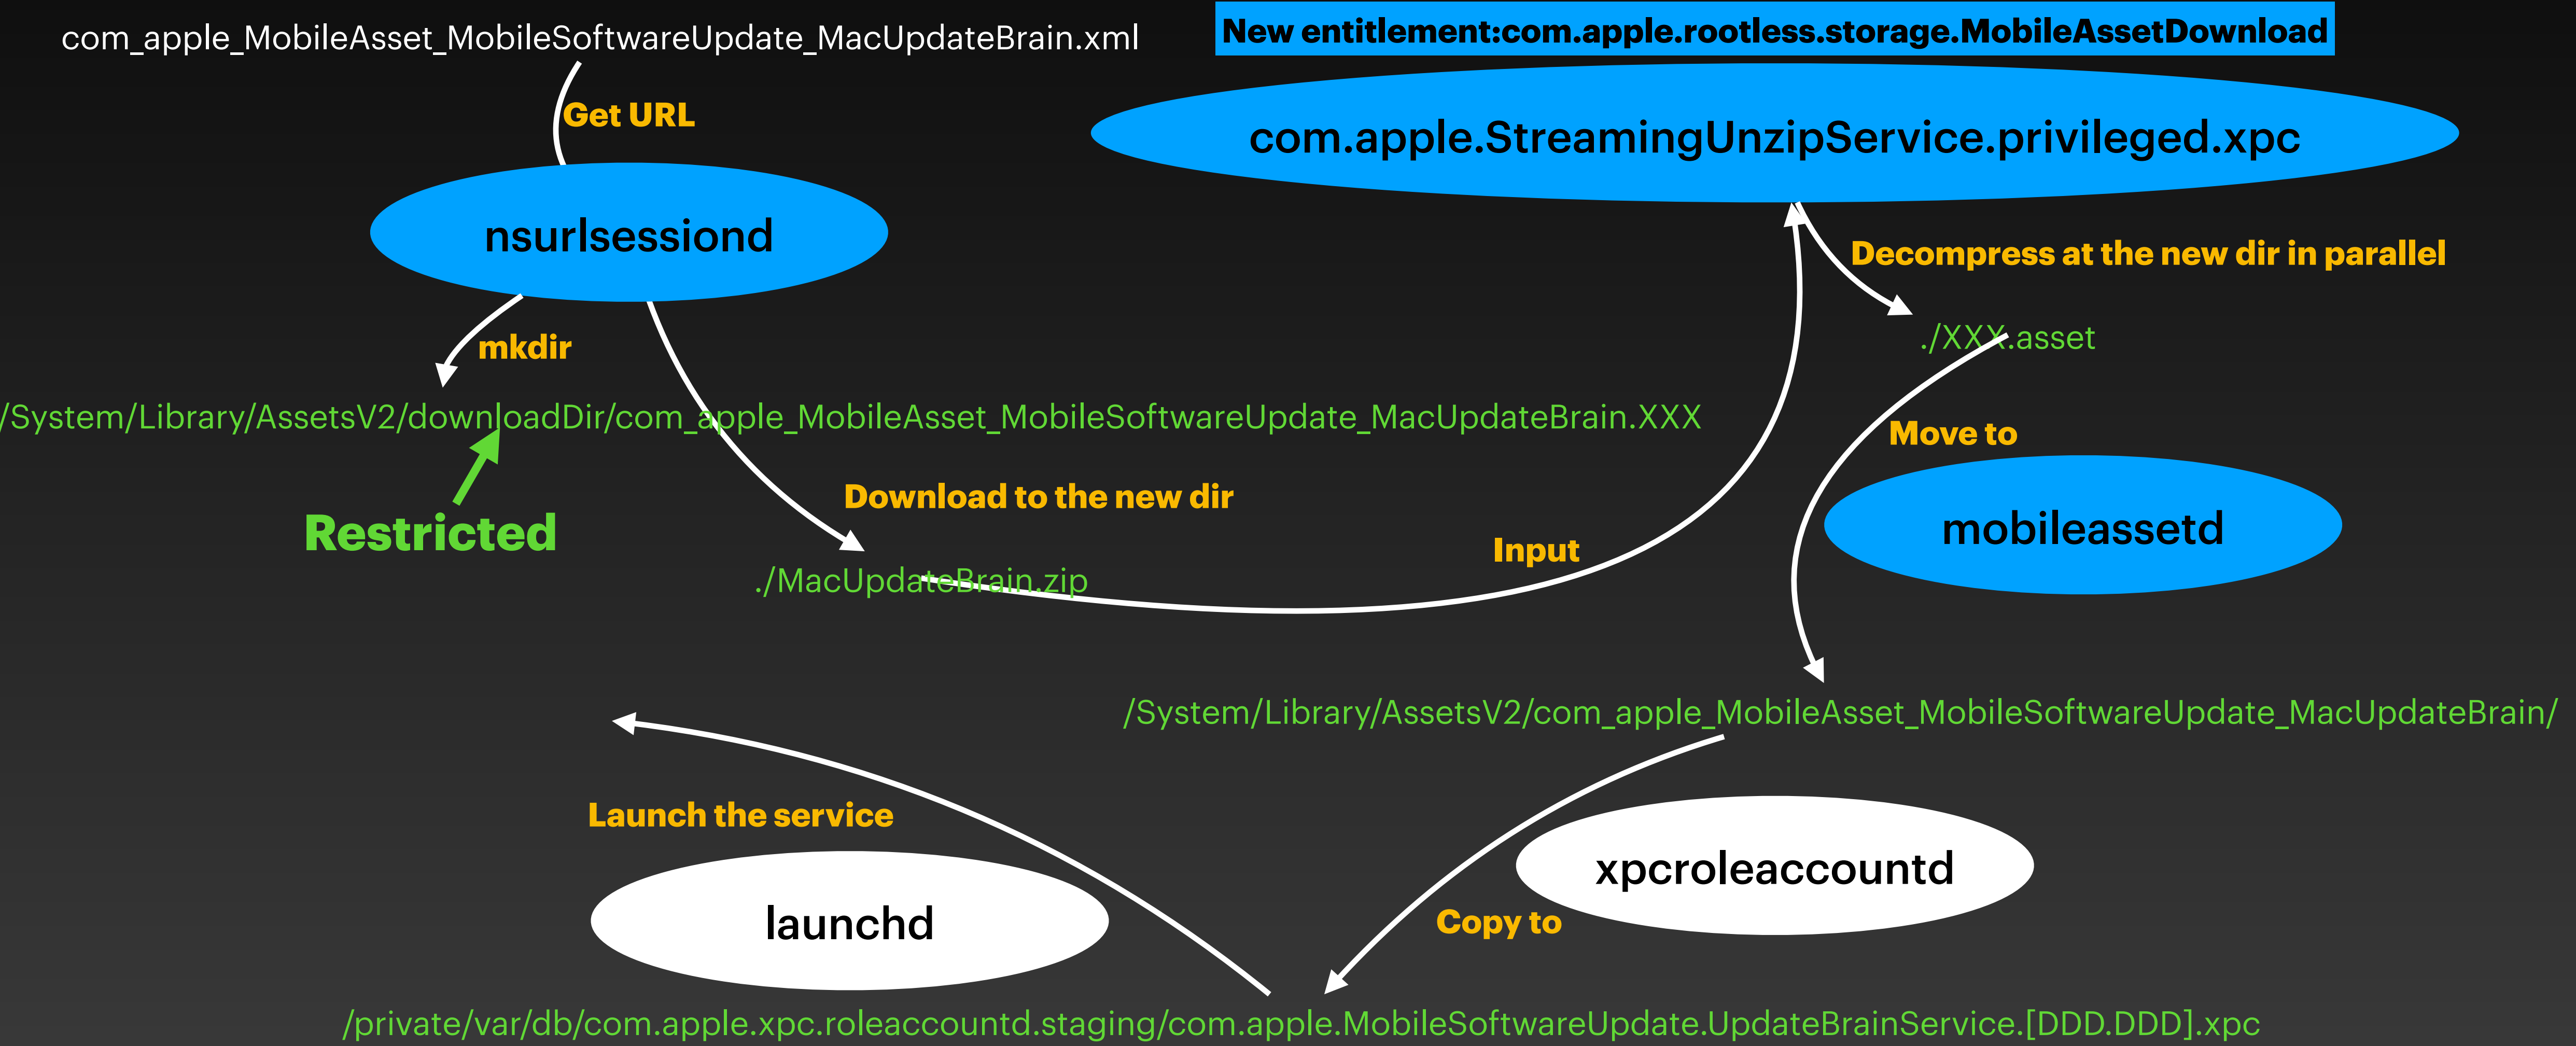 com_apple_MobileAsset_MobileSoftwareUpdate_MacUpdateBrain.xml
New entitlement:com.apple.rootless.storage.MobileAssetDownload
Get URL
com.apple.StreamingUnzipService.privileged.xpc
nsurlsessiond
Decompress at the new dir in parallel
mkdir
./XXX.asset
/System/Library/AssetsV2/downloadDir/com_apple_MobileAsset_MobileSoftwareUpdate_MacUpdateBrain.XXX
Move to
Download to the new dir
Restricted
mobileassetd
Input
./MacUpdateBrain.zip
/System/Library/AssetsV2/com_apple_MobileAsset_MobileSoftwareUpdate_MacUpdateBrain/
Launch the service
xpcroleaccountd
launchd
Copy to
/private/var/db/com.apple.xpc.roleaccountd.staging/com.apple.MobileSoftwareUpdate.UpdateBrainService.[DDD.DDD].xpc